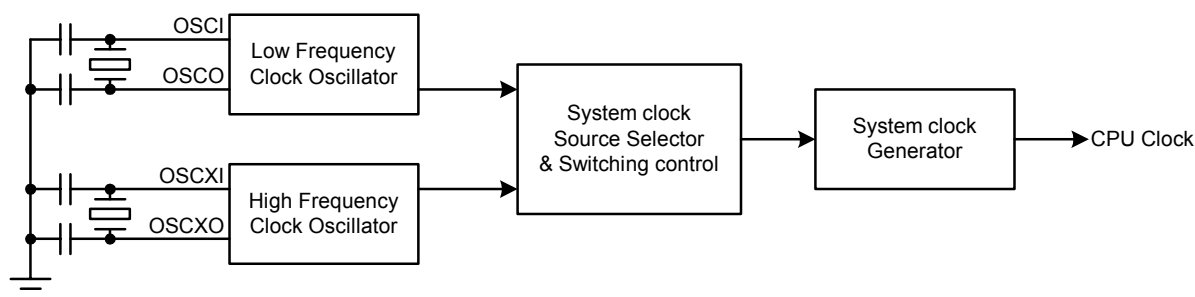 OSCI
OSCO
Low Frequency
Clock Oscillator
OSCXI
OSCXO
High Frequency
Clock Oscillator
System clock
Source Selector
& Switching control
System clock
Generator
CPU Clock